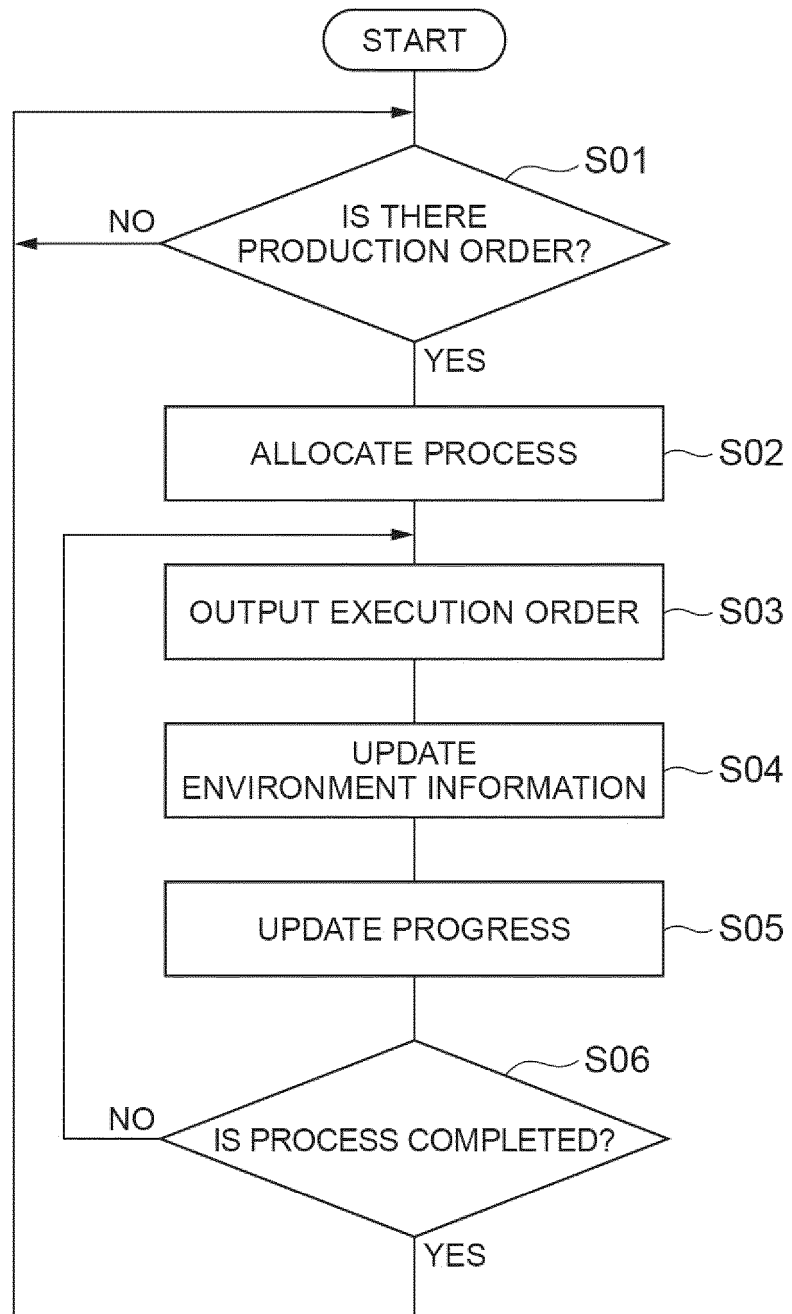 START
S01
IS THERE
PRODUCTION ORDER?
NO
YES
ALLOCATE PROCESS
S02
OUTPUT EXECUTION ORDER
S03
UPDATE
ENVIRONMENT INFORMATION
S04
UPDATE PROGRESS
S05
S06
NO
IS PROCESS COMPLETED?
YES